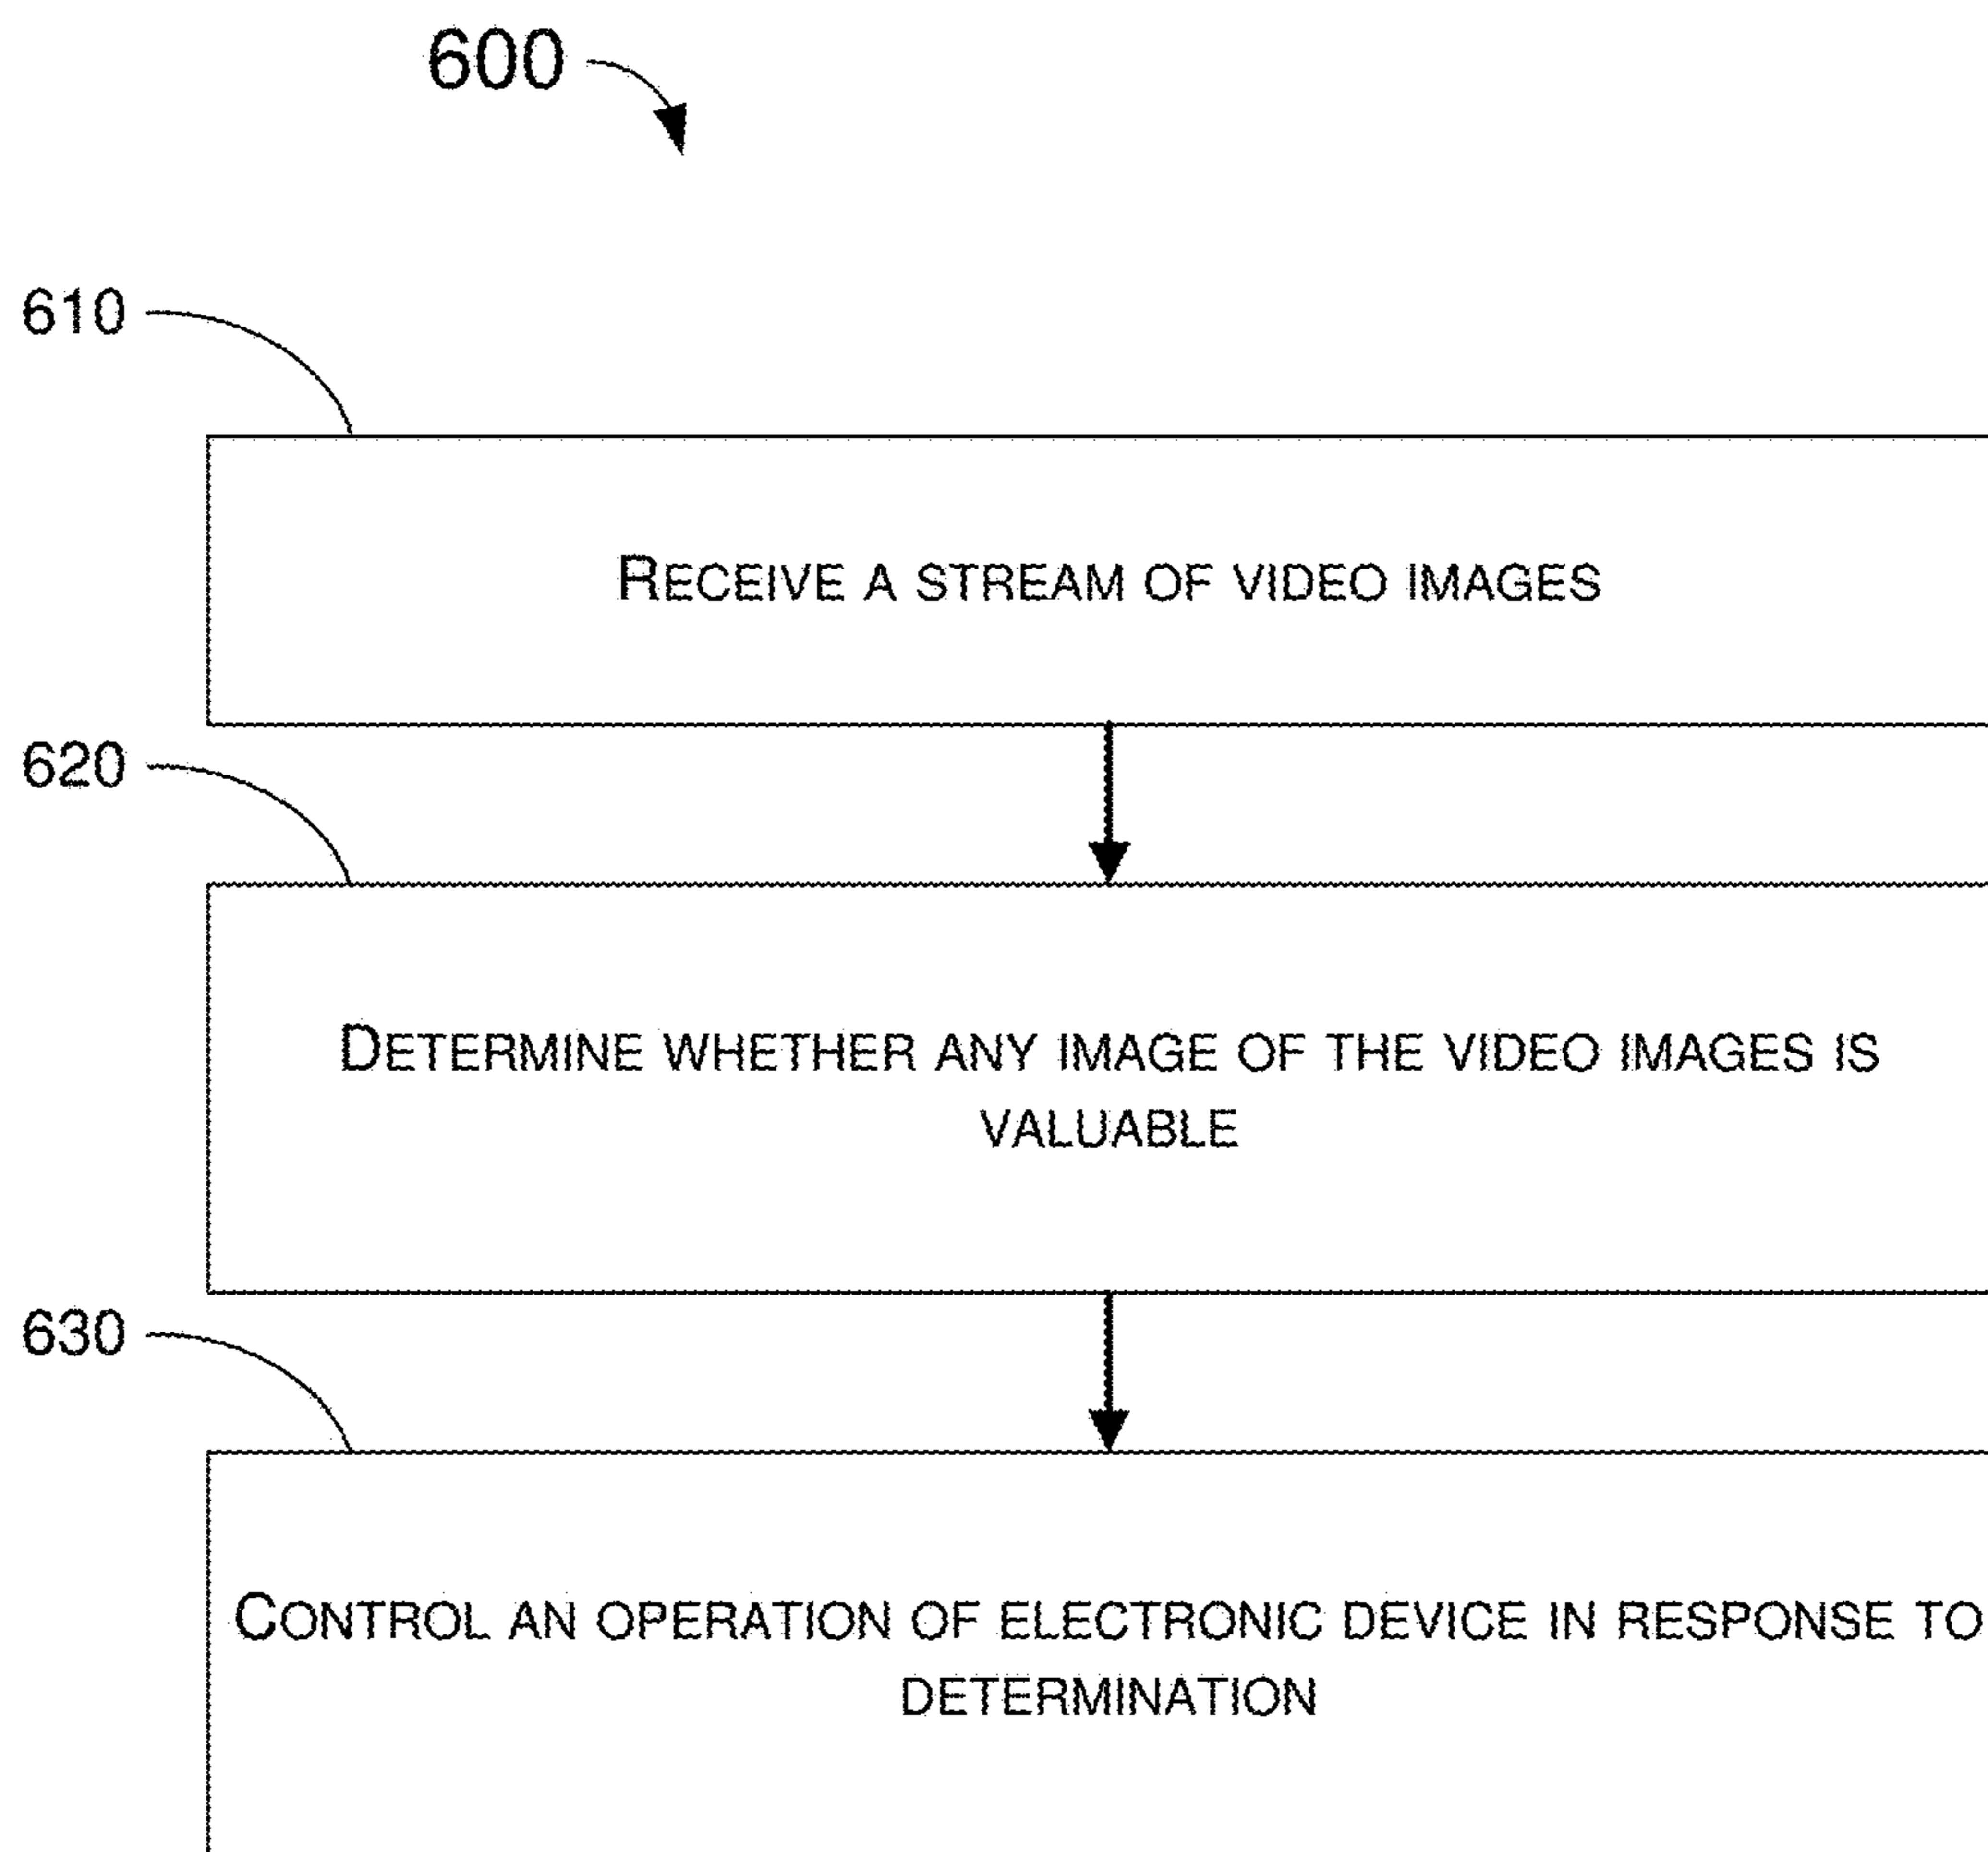 600
610
RECEIVE A STREAM OF VIDEO IMAGES
620
DETERMINE WHETHER ANY IMAGE OF THE VIDEO IMAGES IS
VALUABLE
630
CONTROL AN OPERATION OF ELECTRONIC DEVICE IN RESPONSE TO
DETERMINATION